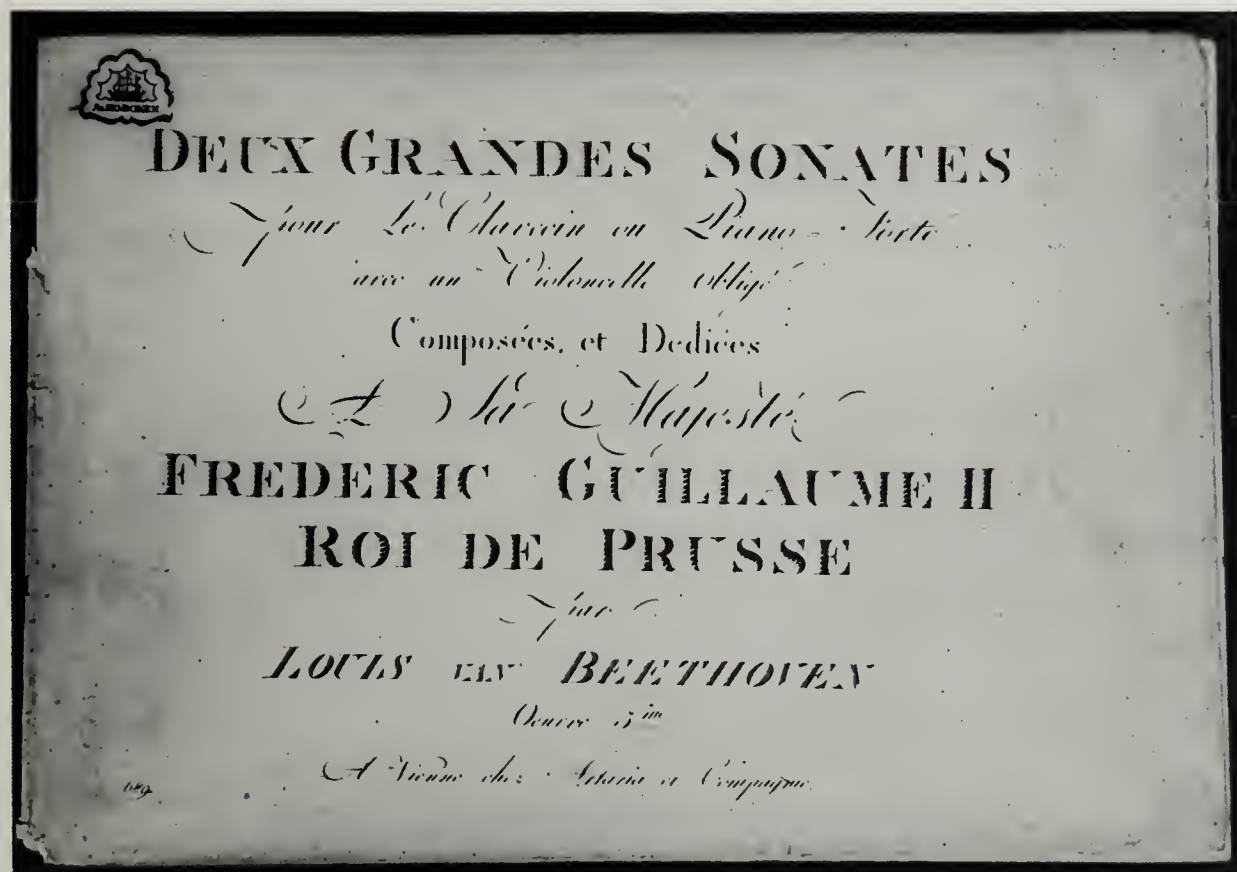 DEUX GRANDES SONATES
pour Le Clavecin ou Piano=Forte
avec un Violoncelle obligé
Composées, et Dediées
A Sa Majesté
FREDERIC GUILLAUME II
ROI DE PRUSSE
par
LOUIS van BEETHOVEN
Oeuvre 5me
A Vienne chez Artaria et Compagnie.
689.